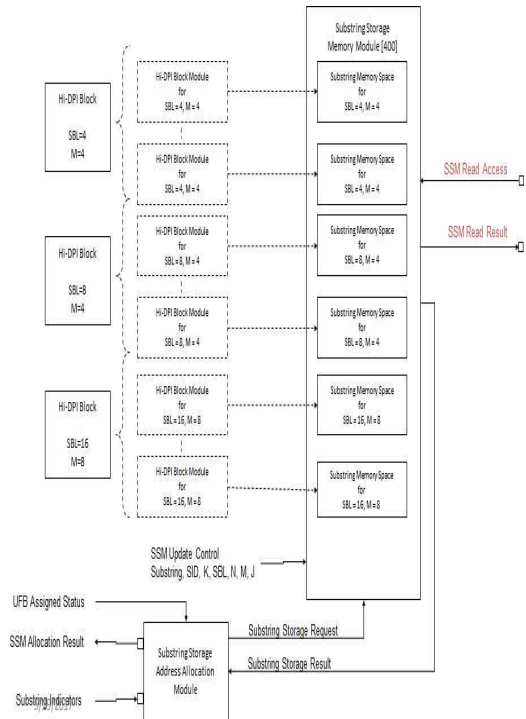 Substring Storage
Memory Module [400]
HI-DPI Block
SBL=4
M=4
HI-DPI Block Module
for
SBL = 4, M = 4
Substring Memory Space
for
SBL = 4, M = 4
HI-DPI Block Module
for
SBL = 4, M = 4
Substring Memory Space
for
SBL = 4, M = 4
SSM Read Access
HI-DPI Block
SBL=8
M=4
HI-DPI Block Module
for
SBL = 8, M = 4
Substring Memory Space
for
SBL = 8, M = 4
SSM Read Result
HI-DPI Block Module
for
SBL = 8, M = 4
Substring Memory Space
for
SBL = 8, M = 4
HI-DPI Block
SBL=16
M=8
HI-DPI Block Module
for
SBL = 16, M = 8
Substring Memory Space
for
SBL = 16, M = 8
HI-DPI Block Module
for
SBL = 16, M = 8
Substring Memory Space
for
SBL = 16, M = 8
SSM Update Control
Substring, SID, K, SBL, N, M, J
UFB Assigned Status
SSM Allocation Result
Substring Indicators
Substring Storage
Address Allocation
Module
Substring Storage Request
Substring Storage Result